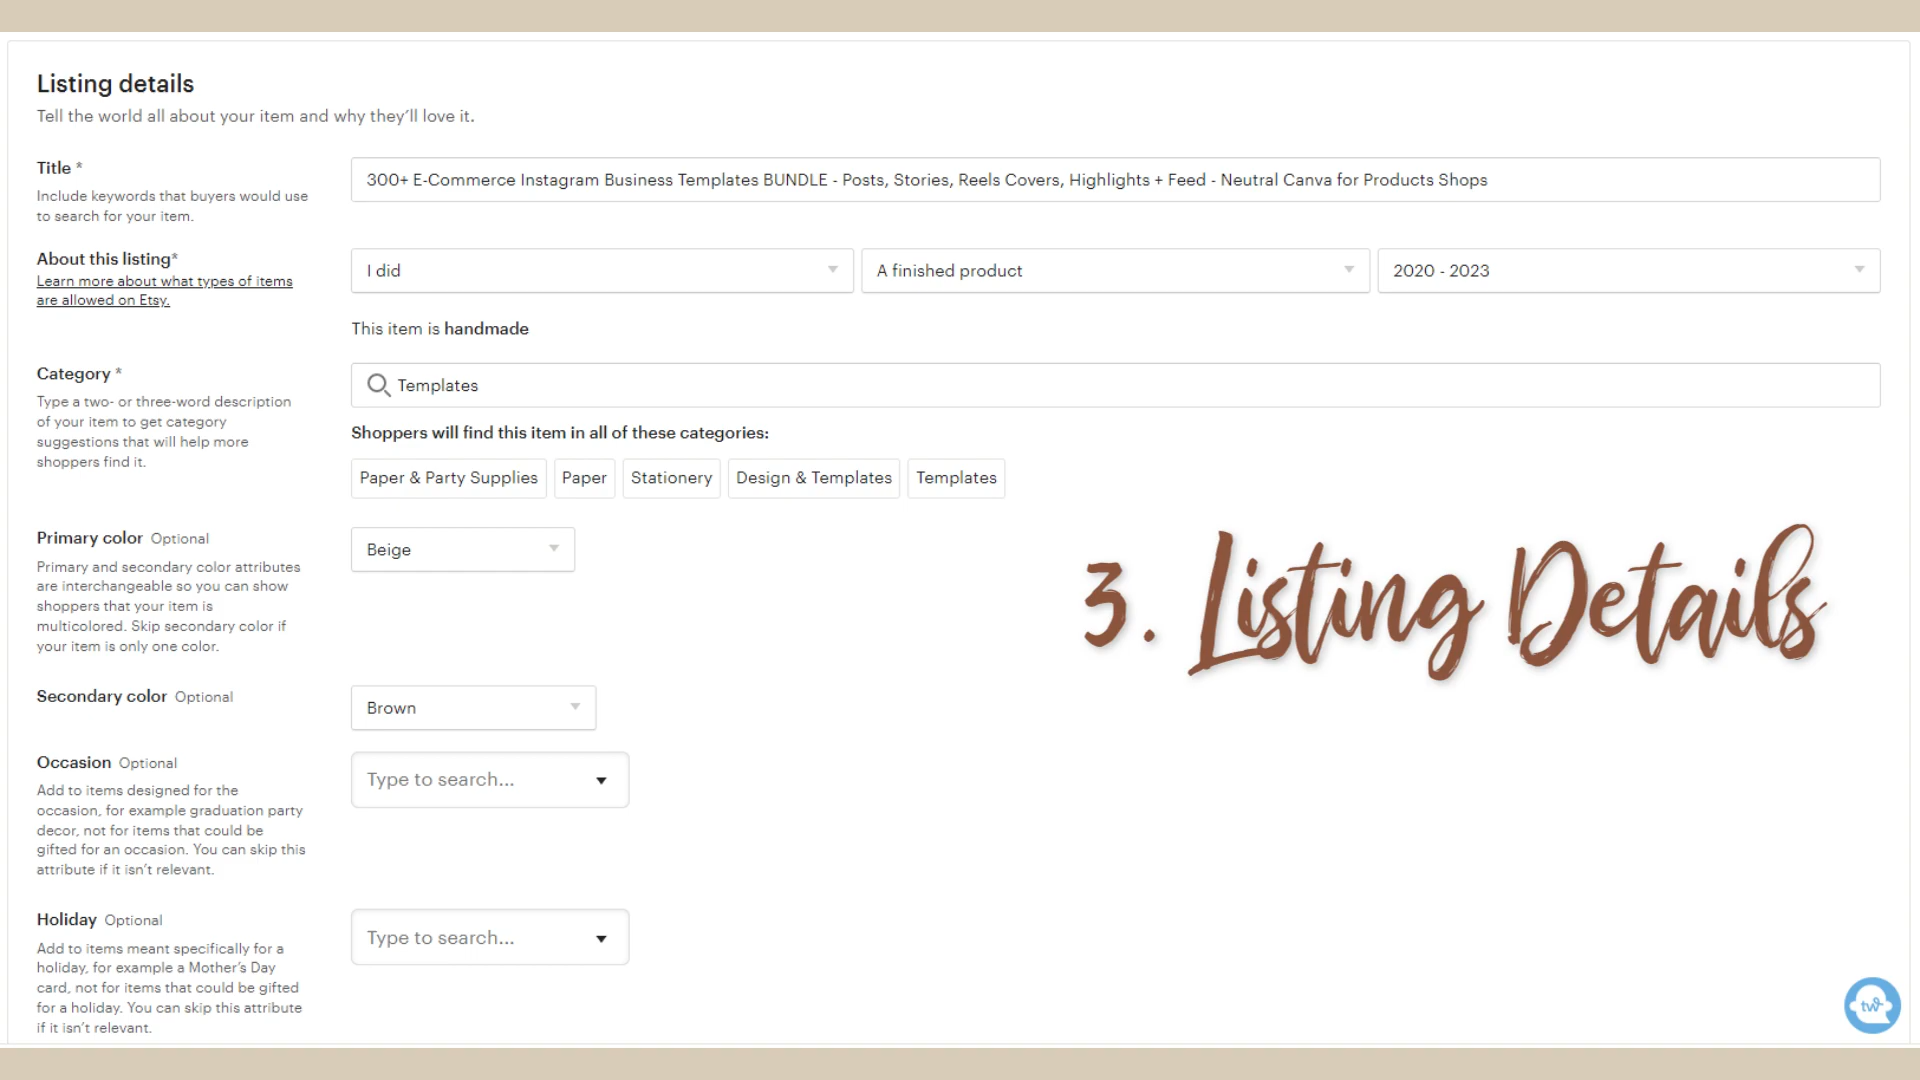 Listing details
Tell the world all about your item and why they'll love it.
Title *
Include keywords that buyers would use
to search for your item.
300+ E-Commerce Instagram Business Templates BUNDLE - Posts, Stories, Reels Covers, Highlights + Feed - Neutral Canva for Products Shops
About this listing*
Learn more about what types of items
are allowed on Etsy.
I did
A finished product
2020 - 2023
This item is handmade
Category *
Type a two- or three-word description
of your item to get category
suggestions that will help more
shoppers find it.
Templates
Shoppers will find this item in all of these categories:
Paper & Party Supplies
Paper
Stationery
Design & Templates
Templates
Primary color Optional
Primary and secondary color attributes
are interchangeable so you can show
shoppers that your item is
multicolored. Skip secondary color if
your item is only one color.
Beige
3. Listing Details
Secondary color Optional
Brown
Occasion Optional
Add to items designed for the
occasion, for example graduation party
decor, not for items that could be
gifted for an occasion. You can skip this
attribute if it isn't relevant.
Type to search...
Holiday Optional
Add to items meant specifically for a
holiday, for example a Mother's Day
card, not for items that could be gifted
for a holiday. You can skip this attribute
if it isn't relevant.
Type to search...
tw